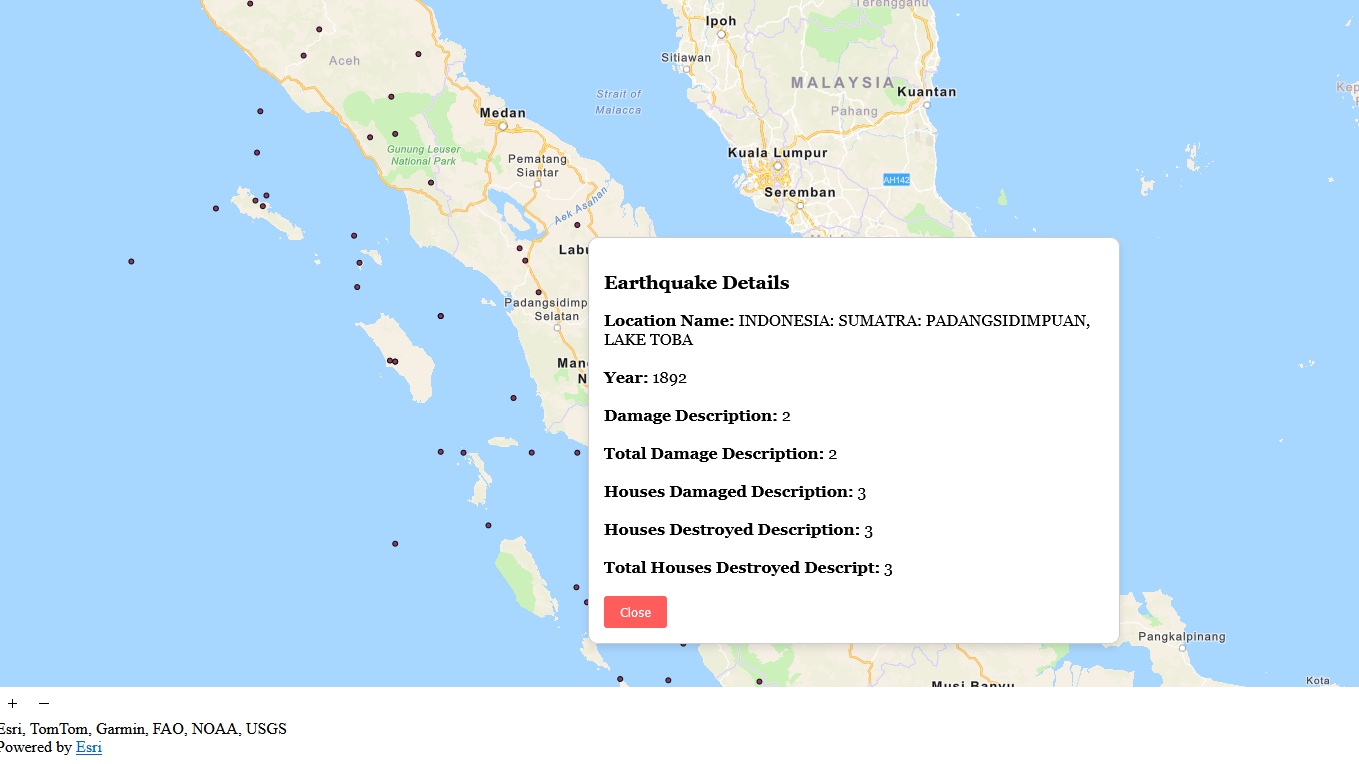 Terengganu
Ipoh
Sitiawan
Aceh
MALAYSIA
Kuantan
Strait of
Malacca
Pahang
Medan
Gunung Leuser
National Park
Kuala Lumpur
Pematang
Siantar
AH142
Seremban
Aek Asahan
Labu
Earthquake Details
Padangsidimp
Selatan
Location Name: INDONESIA: SUMATRA: PADANGSIDIMPUAN,
LAKE TOBA
Man
N
Year: 1892
Damage Description: 2
Total Damage Description: 2
Houses Damaged Description: 3
Houses Destroyed Description: 3
Total Houses Destroyed Descript: 3
Close
Pangkalpinang
Musi Banyu
Kota
+ −
Esri, TomTom, Garmin, FAO, NOAA, USGS
Powered by Esri